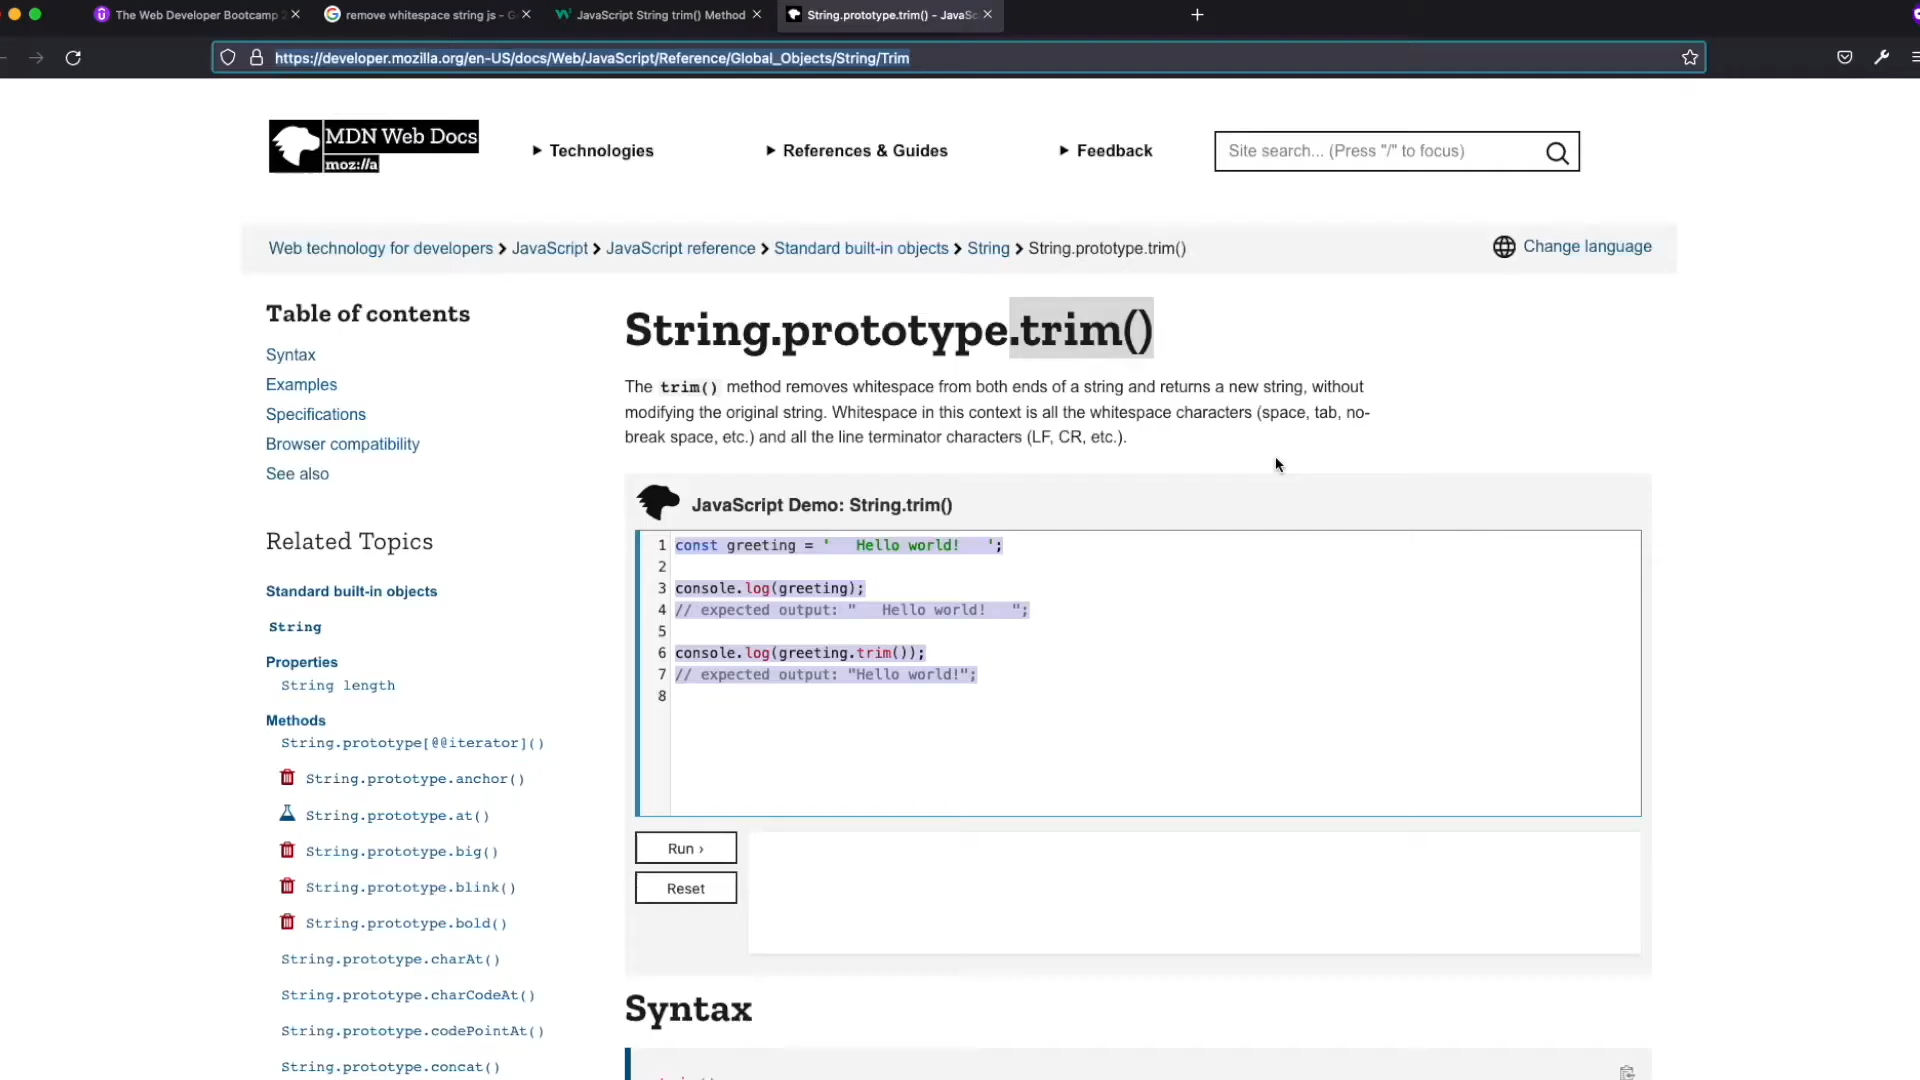 The Web Developer Bootcamp 2
remove whitespace string js - G
JavaScript String trim() Method
String.prototype.trim() - JavaSc
https://developer.mozilla.org/en-US/docs/Web/JavaScript/Reference/Global_Objects/String/Trim
MDN Web Docs
moz://a
Technologies
References & Guides
Feedback
Site search... (Press "/" to focus)
Web technology for developers > JavaScript > JavaScript reference > Standard built-in objects > String > String.prototype.trim()
Change language
Table of contents
Syntax
Examples
Specifications
Browser compatibility
See also
Related Topics
Standard built-in objects
String
Properties
String length
Methods
String.prototype[@@iterator]()
String.prototype.anchor()
String.prototype.at()
String.prototype.big()
String.prototype.blink()
String.prototype.bold()
String.prototype.charAt()
String.prototype.charCodeAt()
String.prototype.codePointAt()
String.prototype.concat()
String.prototype.trim()
The trim() method removes whitespace from both ends of a string and returns a new string, without
modifying the original string. Whitespace in this context is all the whitespace characters (space, tab, no-
break space, etc.) and all the line terminator characters (LF, CR, etc.).
JavaScript Demo: String.trim()
1 const greeting = '   Hello world!   ';
2
3 console.log(greeting);
4 // expected output: "   Hello world!   ";
5
6 console.log(greeting.trim());
7 // expected output: "Hello world!";
8
Run ›
Reset
Syntax